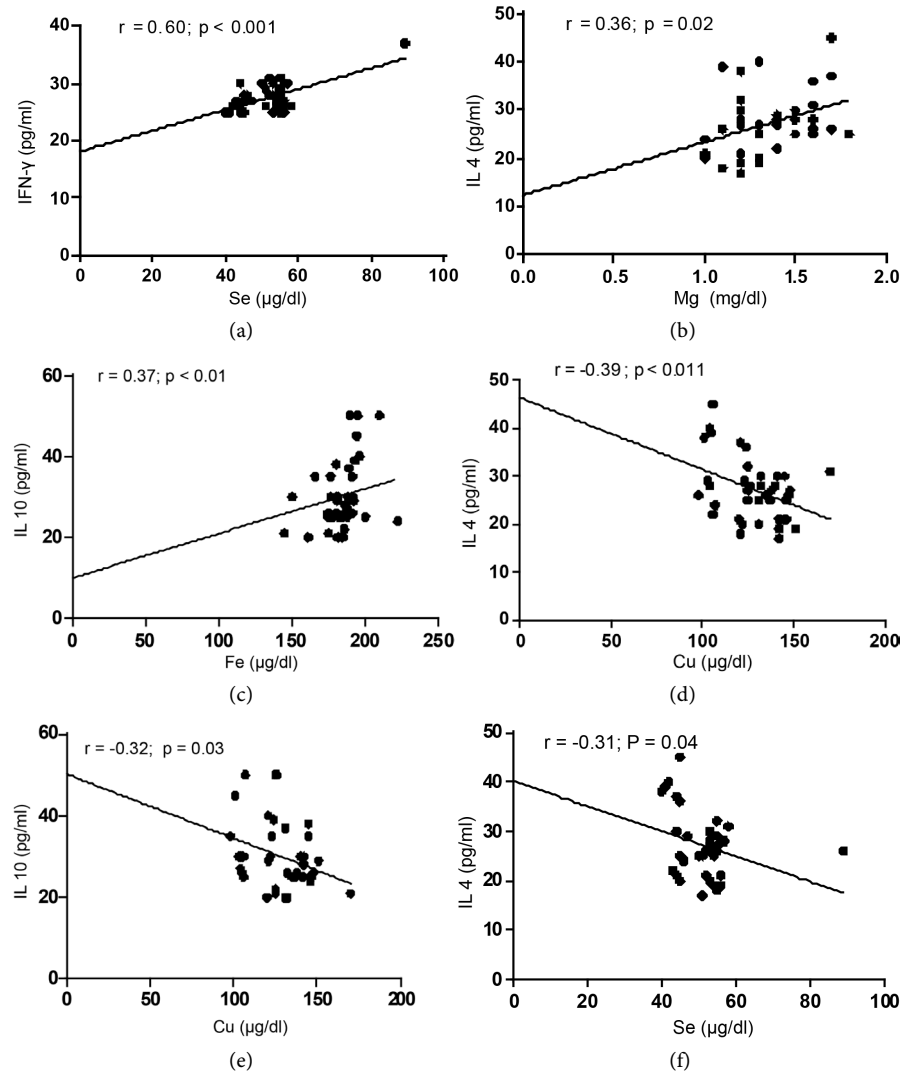 r = 0.60; p < 0.001
40
30
20
10
0
IFN-γ (pg/ml)
0 20 40 60 80 100
Se (µg/dl)
(a)
r = 0.36; p = 0.02
50
40
30
20
10
0
IL 4 (pg/ml)
0.0 0.5 1.0 1.5 2.0
Mg (mg/dl)
(b)
r = 0.37; p < 0.01
60
40
20
0
IL 10 (pg/ml)
0 50 100 150 200 250
Fe (µg/dl)
(c)
r = -0.39 ; p < 0.011
50
40
30
20
10
0
IL 4 (pg/ml)
0 50 100 150 200
Cu (µg/dl)
(d)
r = -0.32; p = 0.03
60
40
20
0
IL 10 (pg/ml)
0 50 100 150 200
Cu (µg/dl)
(e)
r = -0.31; P = 0.04
50
40
30
20
10
0
IL 4 (pg/ml)
0 20 40 60 80 100
Se (µg/dl)
(f)